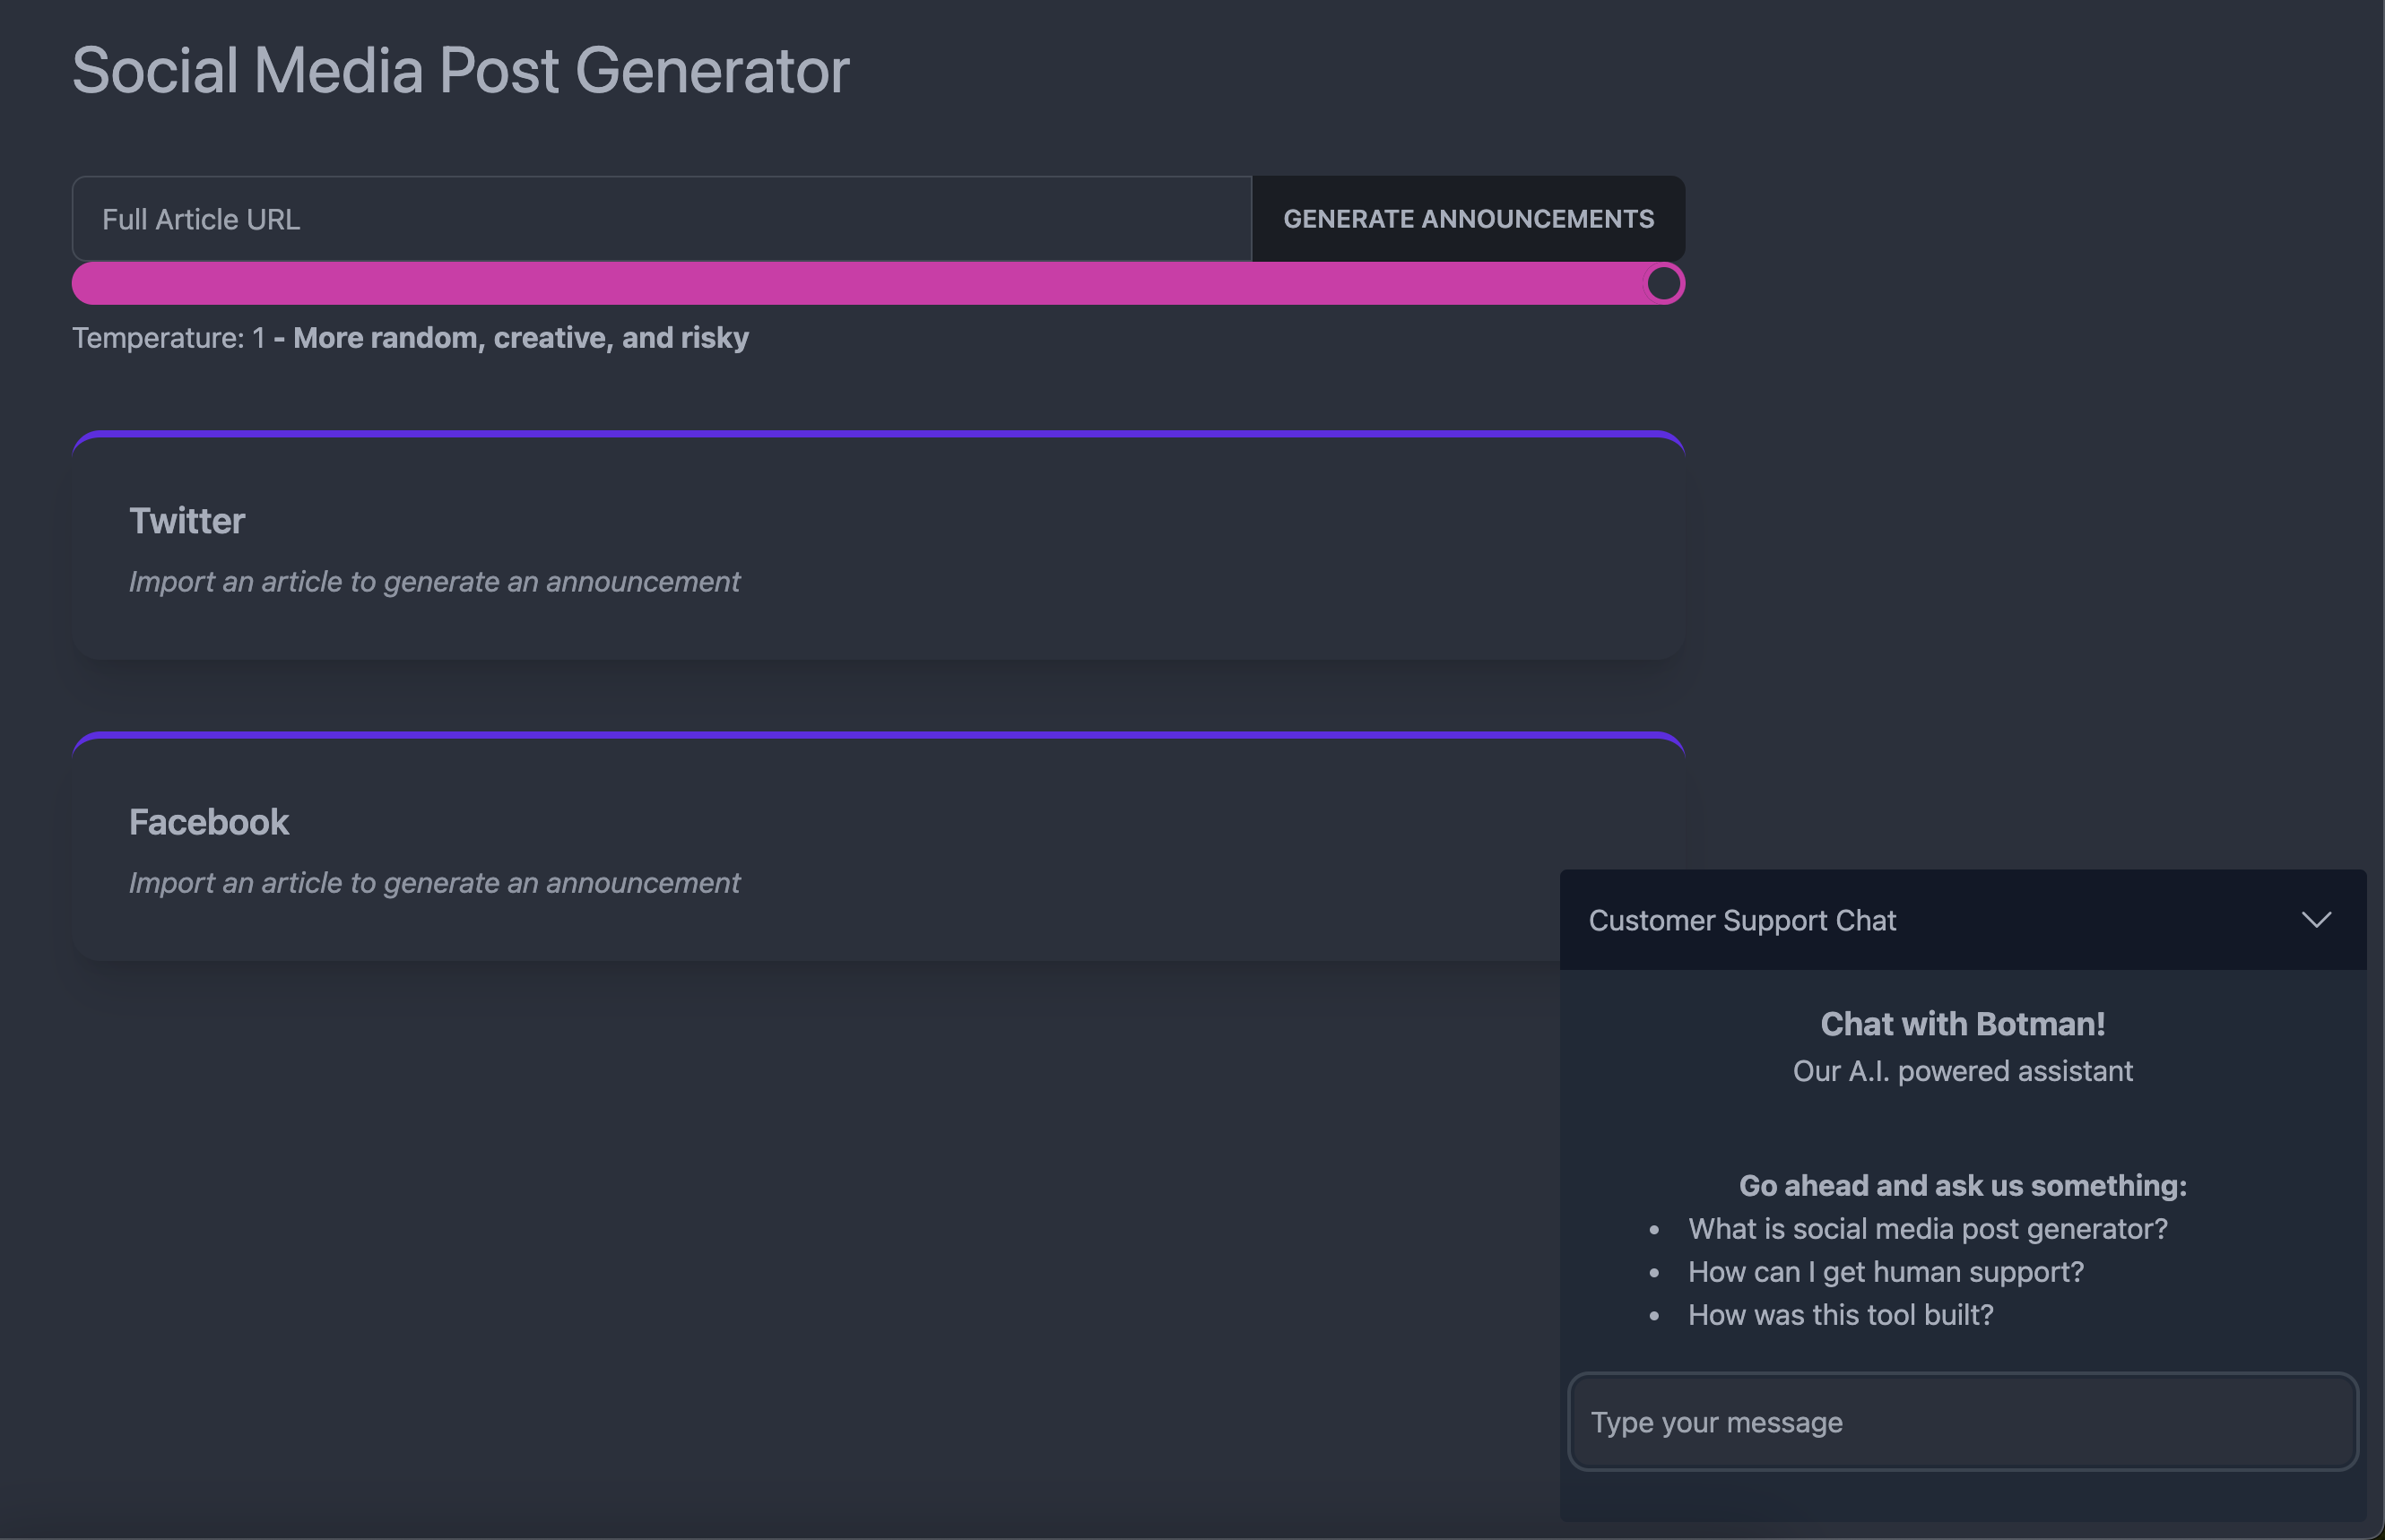 Social Media Post Generator
Full Article URL
GENERATE ANNOUNCEMENTS
Temperature: 1 - More random, creative, and risky
Twitter
Import an article to generate an announcement
Facebook
Import an article to generate an announcement
Customer Support Chat
Chat with Botman!
Our A.I. powered assistant
Go ahead and ask us something:
• What is social media post generator?
• How can I get human support?
• How was this tool built?
Type your message